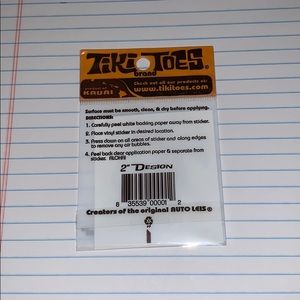 TIKI TOES®
brand
KAUAI
Check out all our products at:
www.tikitoes.com
Surface must be smooth, clean, & dry before applying.
DIRECTIONS:
1. Carefully peel white backing paper away from sticker.
2. Place vinyl sticker in desired location.
3. Press down on all areas of sticker and along edges
to remove any air bubbles.
4. Peel back clear application paper & separate from
sticker. ALOHA!
2" DESIGN
8 35539 00001 2
Creators of the original AUTO LEIS®